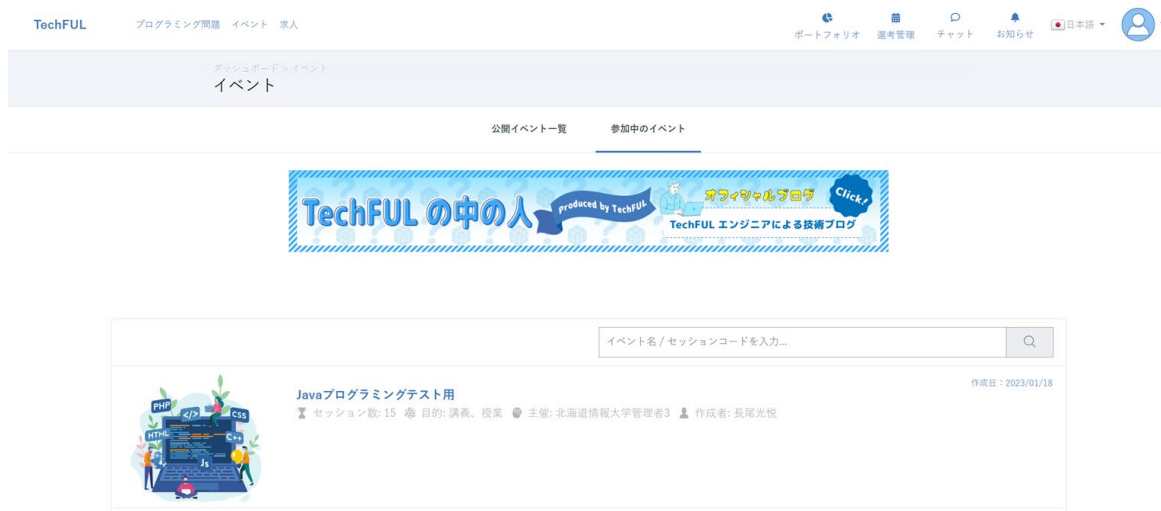 TechFUL
プログラミング問題 イベント 求人
ポートフォリオ 選考管理 チャット お知らせ 日本語
ダッシュボード > イベント
イベント
公開イベント一覧 参加中のイベント
TechFUL の中の人
Produced by TechFUL
オフィシャルブログ
Click!
TechFUL エンジニアによる技術ブログ
イベント名 / セッションコードを入力...
作成日：2023/01/18
Javaプログラミングテスト用
セッション数: 15 目的: 講義、授業 主催: 北海道情報大学管理者3 作成者: 長尾光悦
PHP
</>
CSS
HTML
C++
Js